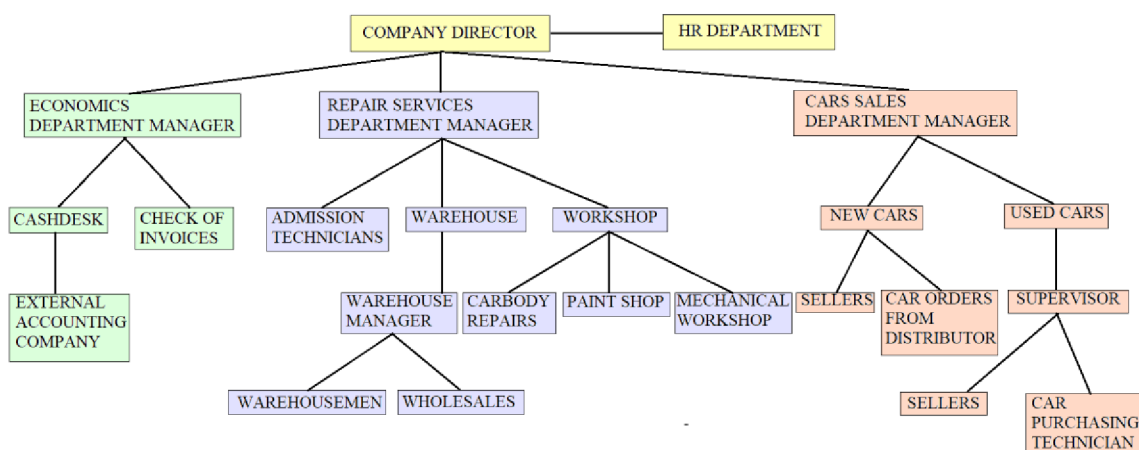 COMPANY DIRECTOR
HR DEPARTMENT
ECONOMICS
DEPARTMENT MANAGER
REPAIR SERVICES
DEPARTMENT MANAGER
CARS SALES
DEPARTMENT MANAGER
CASHDESK
CHECK OF
INVOICES
ADMISSION
TECHNICIANS
WAREHOUSE
WORKSHOP
NEW CARS
USED CARS
EXTERNAL
ACCOUNTING
COMPANY
WAREHOUSE
MANAGER
CARBODY
REPAIRS
PAINT SHOP
MECHANICAL
WORKSHOP
SELLERS
CAR ORDERS
FROM
DISTRIBUTOR
SUPERVISOR
WAREHOUSEMEN
WHOLESALES
SELLERS
CAR
PURCHASING
TECHNICIAN